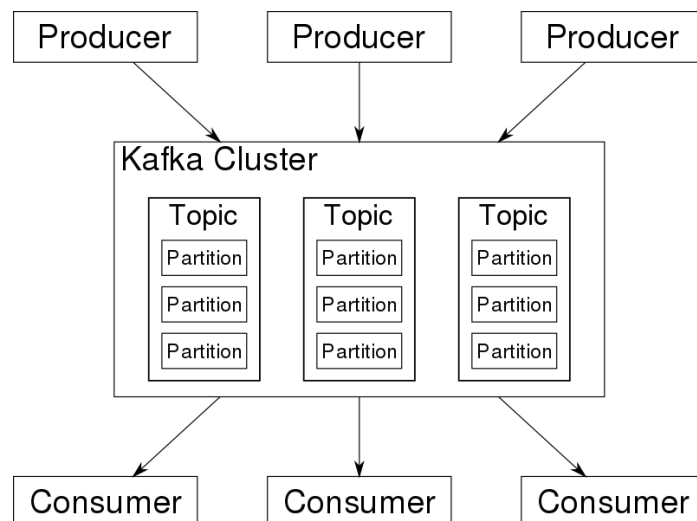 Producer
Producer
Producer
Kafka Cluster
Topic
Topic
Topic
Partition
Partition
Partition
Partition
Partition
Partition
Partition
Partition
Partition
Consumer
Consumer
Consumer